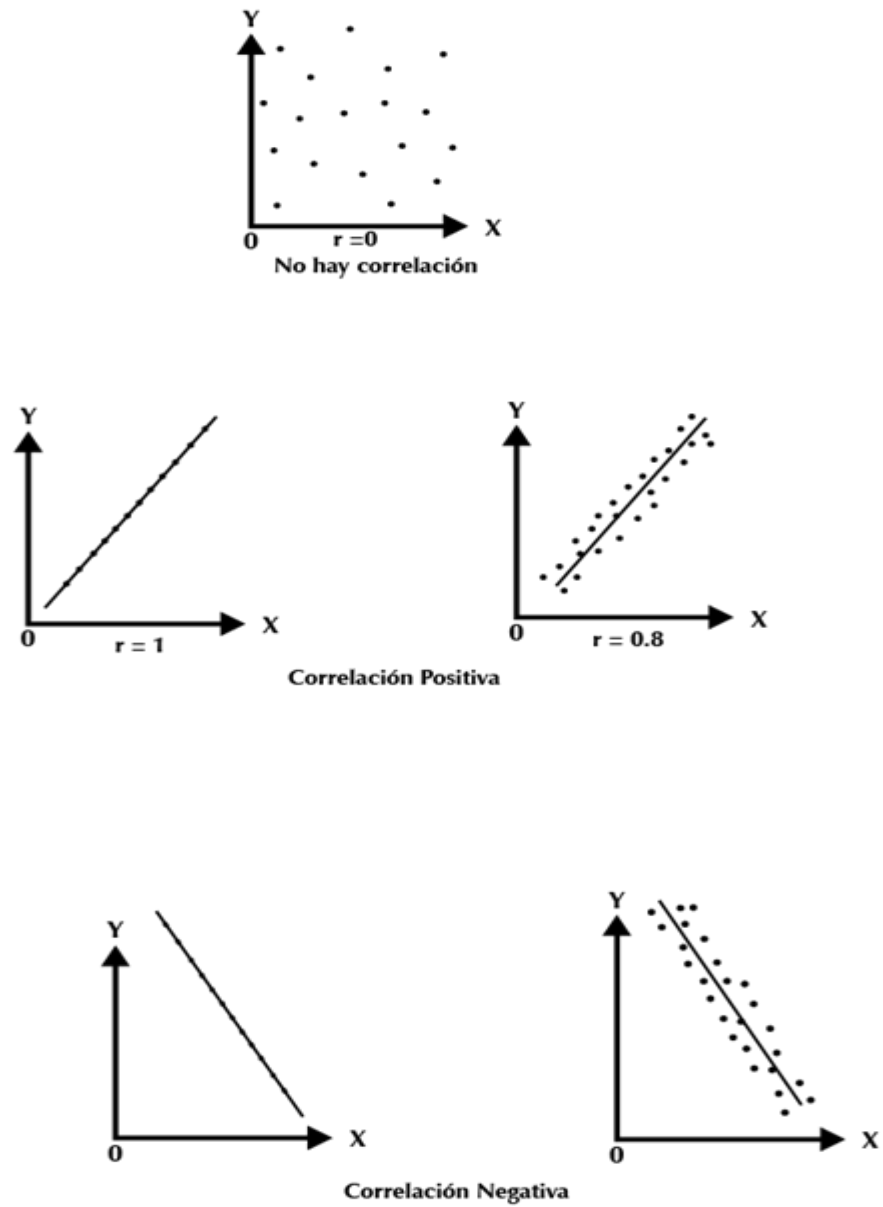 Y
X
0
r =0
No hay correlación
Y
X
0
r = 1
Y
X
0
r = 0.8
Correlación Positiva
Y
X
0
Y
X
0
Correlación Negativa